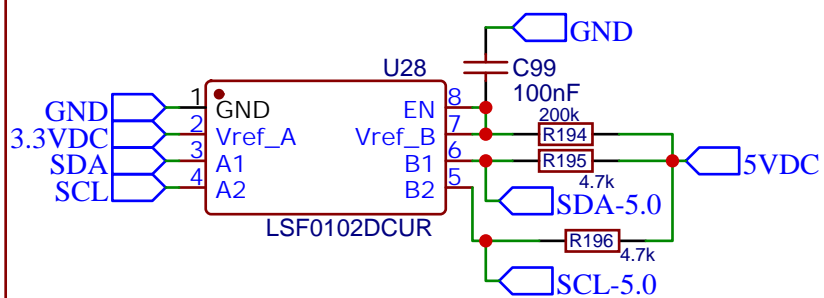 GND
U28
C99
100nF
1
GND
EN
8
200k
GND
3.3VDC
2
Vref_A
Vref_B
7
R194
SDA
3
A1
B1
6
R195
5VDC
SCL
4
A2
B2
5
4.7k
SDA-5.0
LSF0102DCUR
R196
4.7k
SCL-5.0